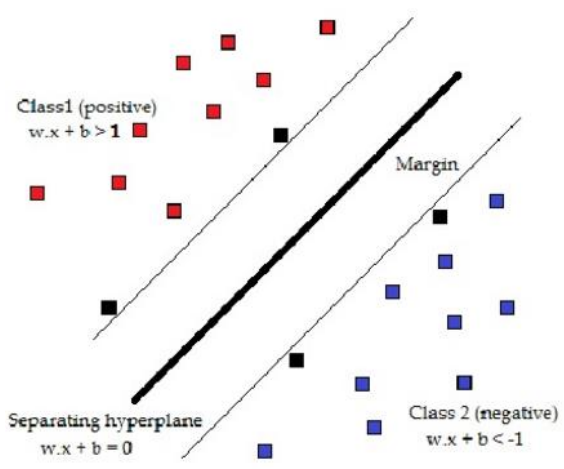 Class1 (positive)
w.x + b > 1
Margin
Separating hyperplane
w.x + b = 0
Class 2 (negative)
w.x + b < -1